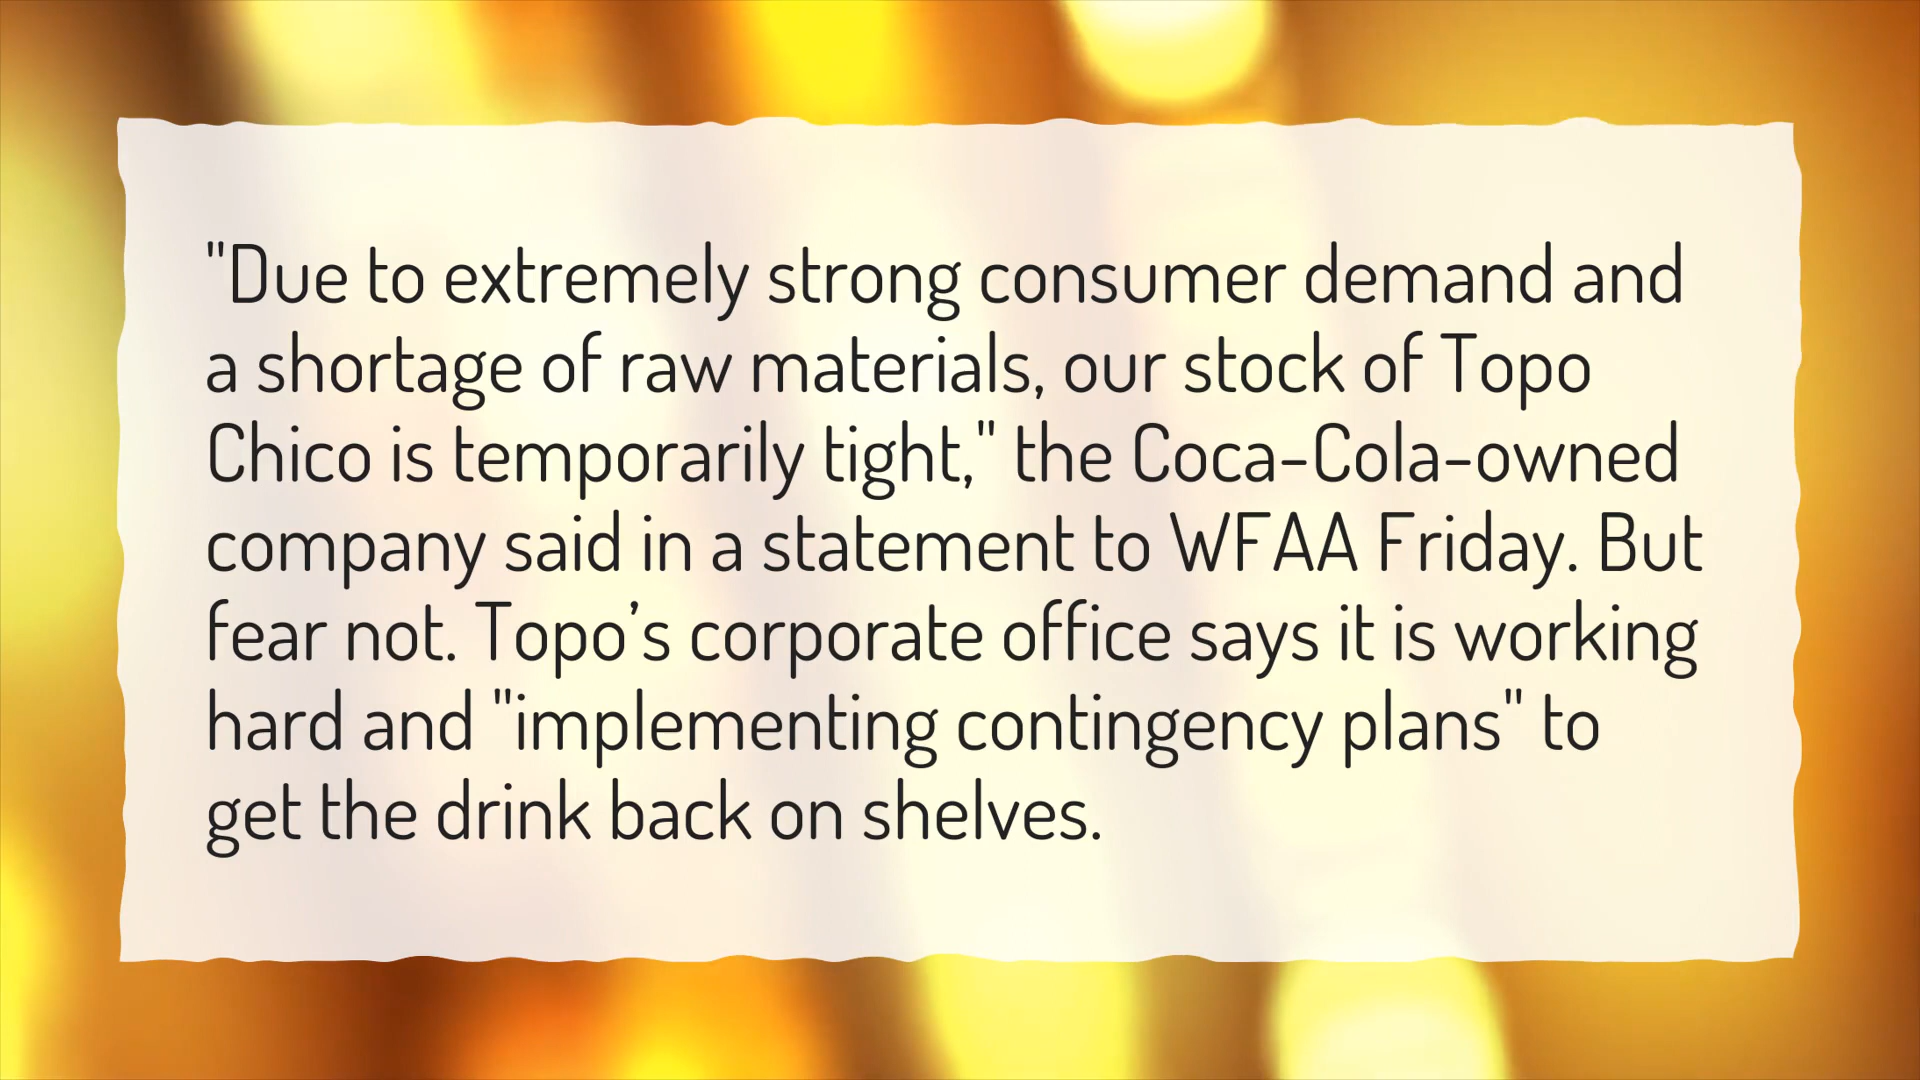 "Due to extremely strong consumer demand and
a shortage of raw materials, our stock of Topo
Chico is temporarily tight," the Coca-Cola-owned
company said in a statement to WFAA Friday. But
fear not. Topo’s corporate office says it is working
hard and "implementing contingency plans" to
get the drink back on shelves.